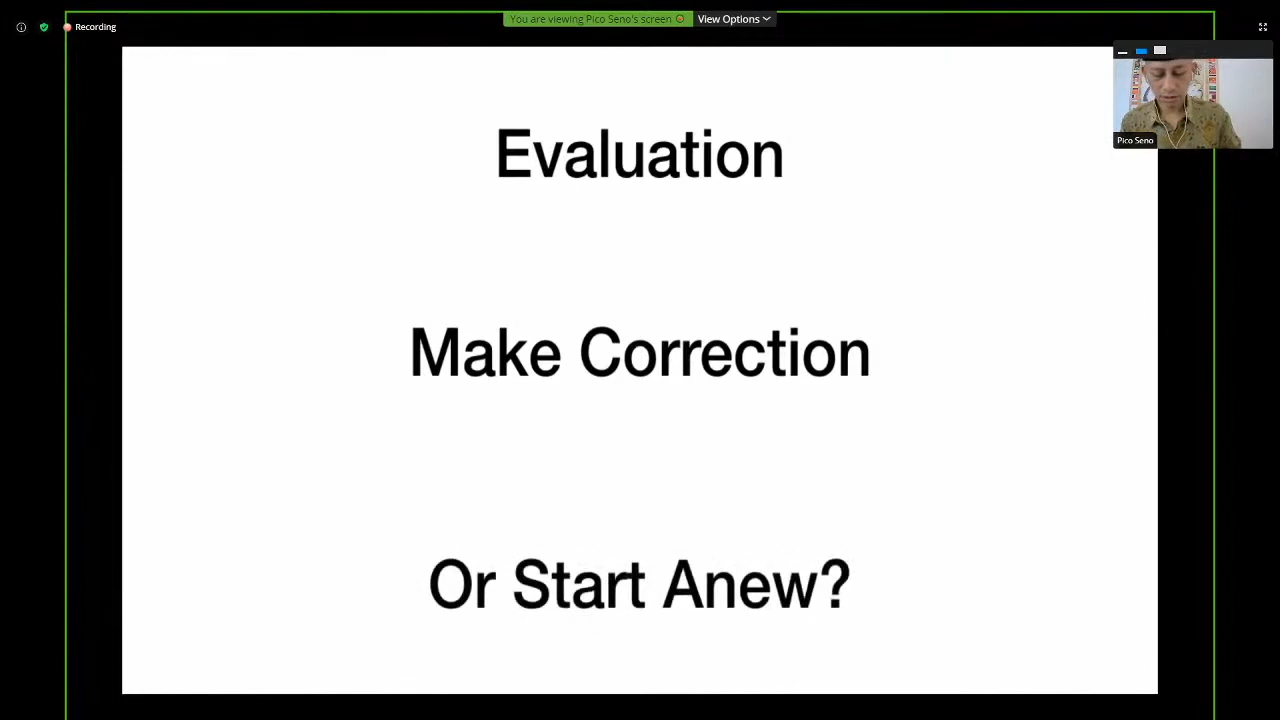 You are viewing Pico Seno's screen
View Options
Recording
Pico Seno
Evaluation
Make Correction
Or Start Anew?